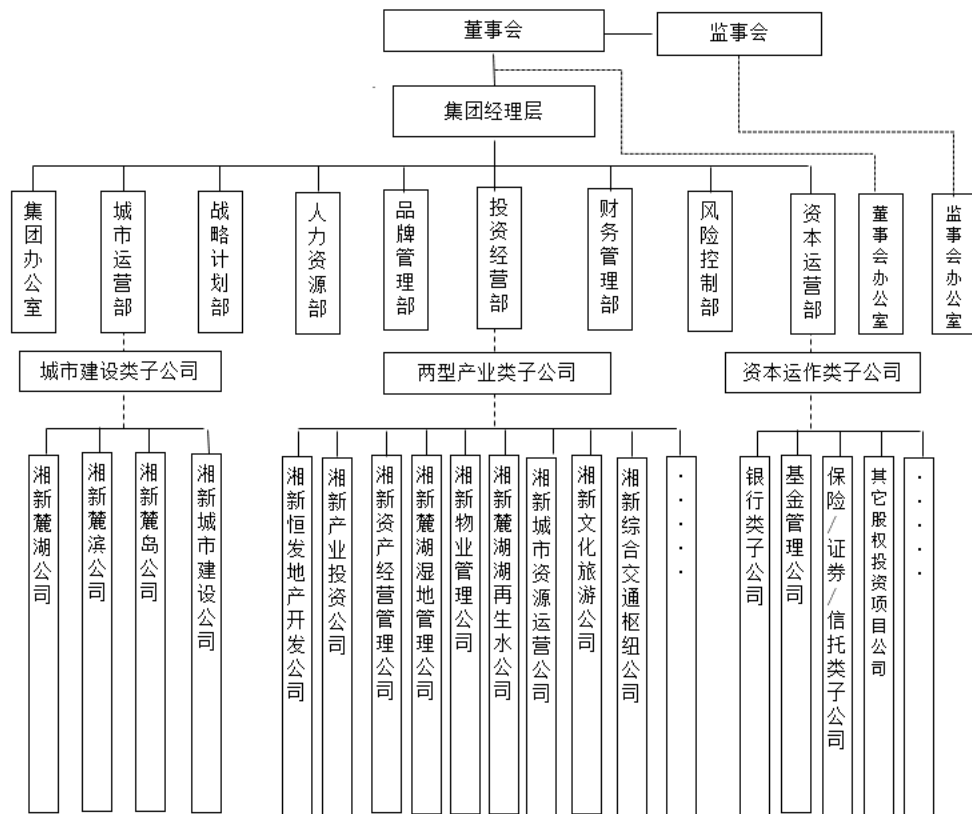 董事会
监事会
集团经理层
集团办公室
城市运营部
战略计划部
人力资源部
品牌管理部
投资经营部
财务管理部
风险控制部
资本运营部
董事会办公室
监事会办公室
城市建设类子公司
两型产业类子公司
资本运作类子公司
湘新麓湖公司
湘新麓滨公司
湘新麓岛公司
湘新城市建设公司
湘新恒发地产开发公司
湘新产业投资公司
湘新资产经营管理公司
湘新麓湖湿地管理公司
湘新物业管理公司
湘新麓湖湖再生水公司
湘新城市资源运营公司
湘新文化旅游公司
湘新综合交通枢纽公司
·····
银行类子公司
基金管理公司
保险/证券/信托类子公司
其它股权投资项目公司
·····